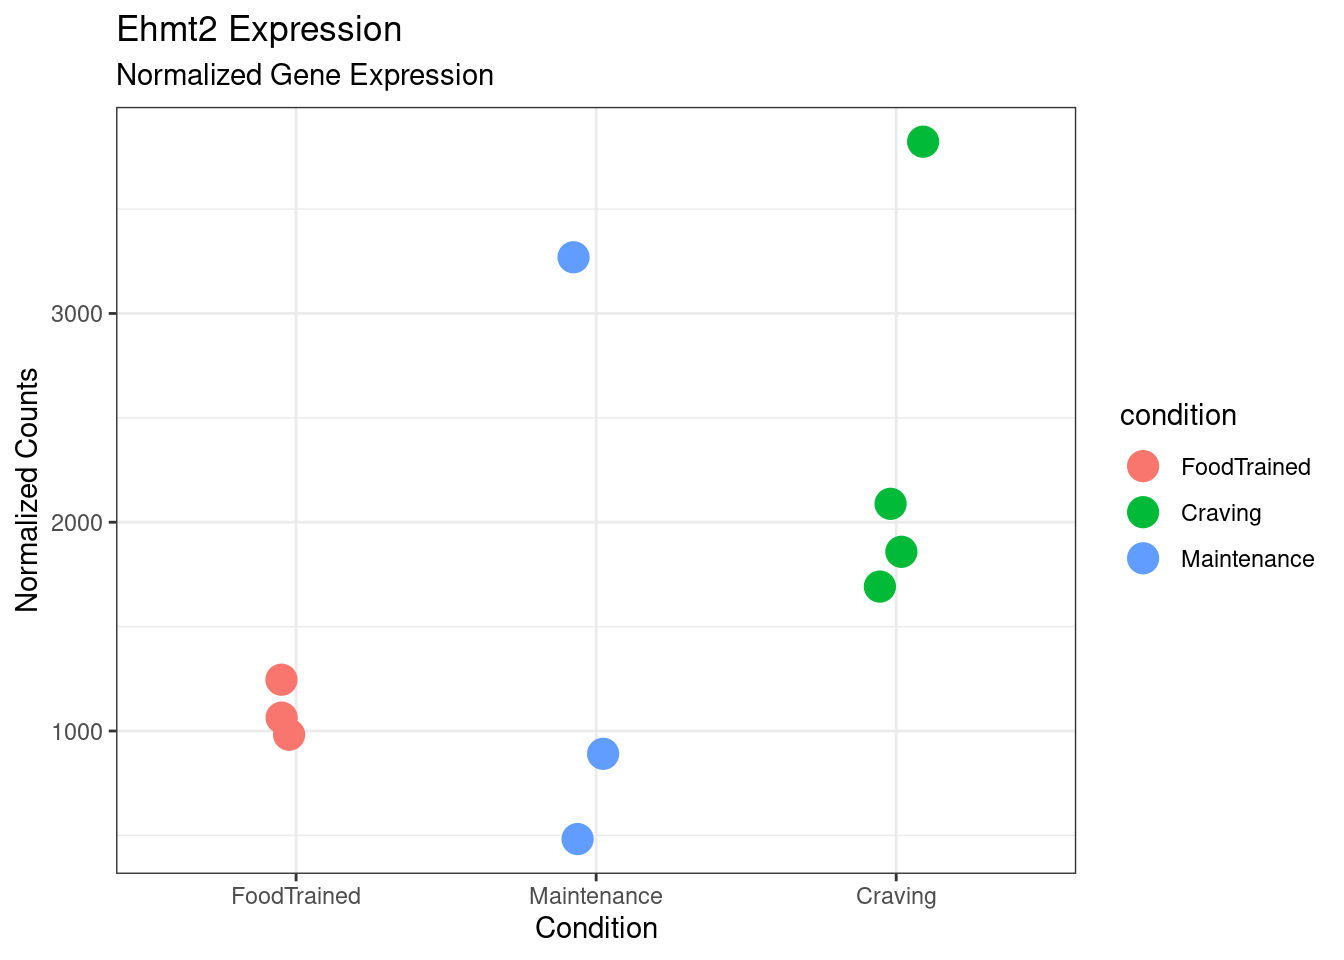 Ehmt2 Expression
Normalized Gene Expression
Normalized Counts
3000
2000
1000
FoodTrained
Maintenance
Craving
Condition
condition
FoodTrained
Craving
Maintenance